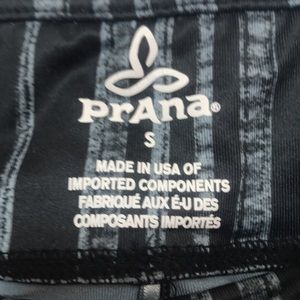 prAna®
S
MADE IN USA OF
IMPORTED COMPONENTS
FABRIQUÉ AUX É-U DES
COMPOSANTS IMPORTÉS